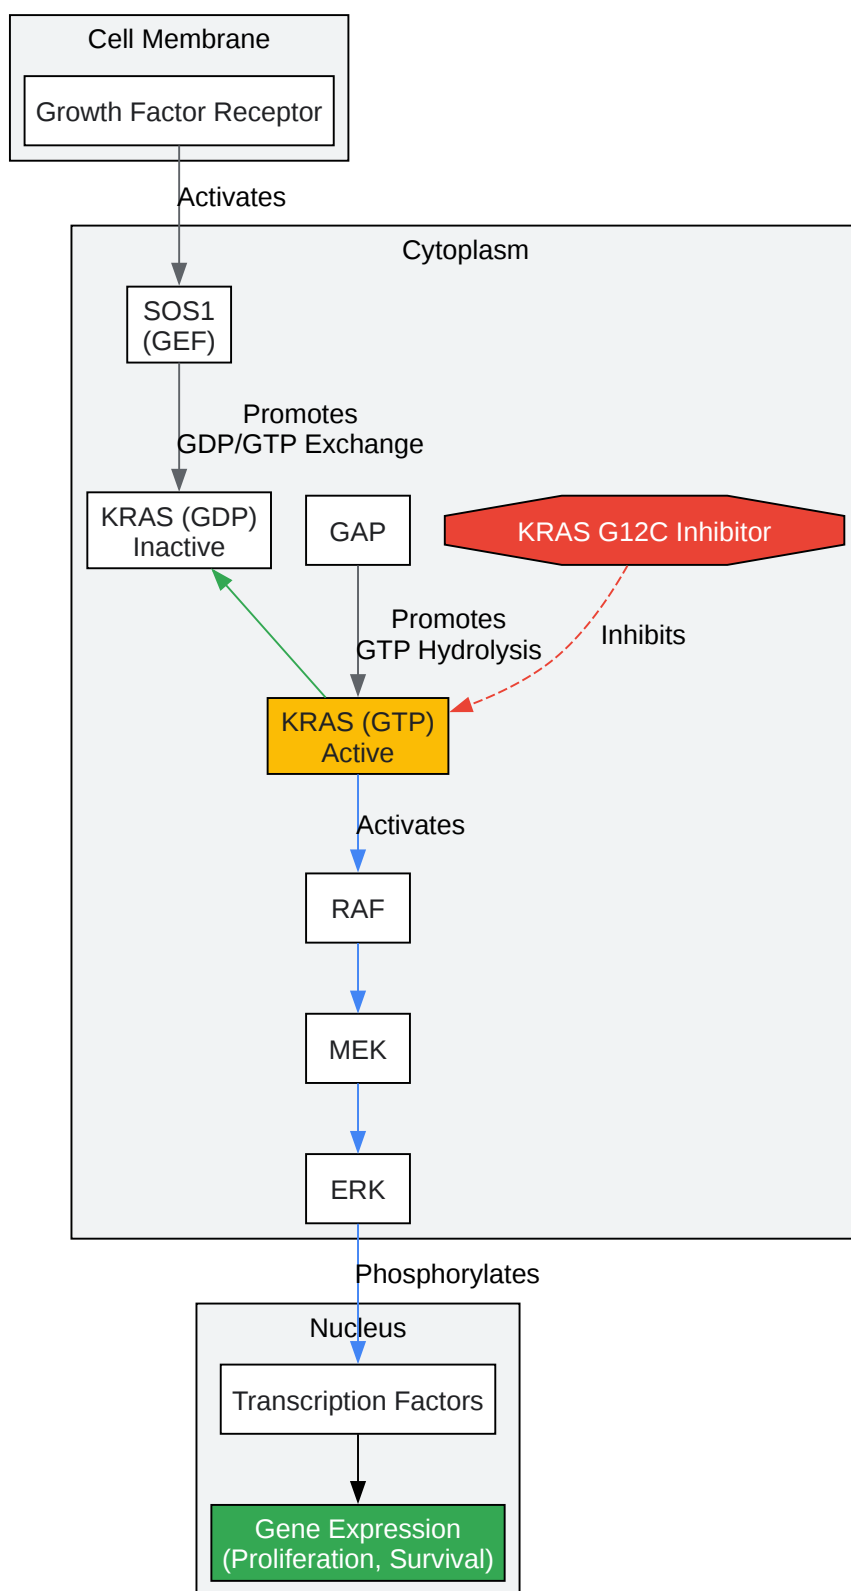 Cell Membrane
Growth Factor Receptor
Activates
Cytoplasm
SOS1
(GEF)
Promotes
GDP/GTP Exchange
KRAS (GDP)
Inactive
GAP
KRAS G12C Inhibitor
Promotes
GTP Hydrolysis
Inhibits
KRAS (GTP)
Active
Activates
RAF
MEK
ERK
Phosphorylates
Nucleus
Transcription Factors
Gene Expression
(Proliferation, Survival)